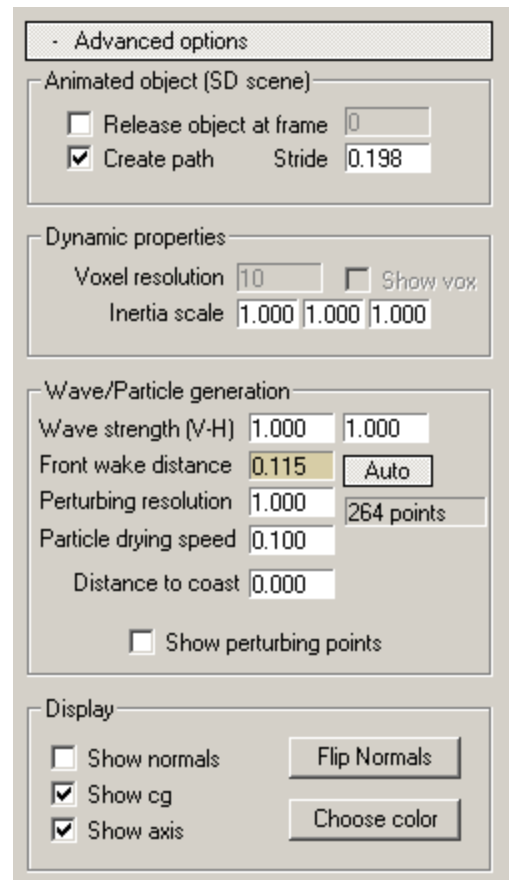 - Advanced options
Animated object (SD scene)
Release object at frame 0
Create path Stride 0.198
Dynamic properties
Voxel resolution 10 Show vox
Inertia scale 1.000 1.000 1.000
Wave/Particle generation
Wave strength (V-H) 1.000 1.000
Front wake distance 0.115 Auto
Perturbing resolution 1.000 264 points
Particle drying speed 0.100
Distance to coast 0.000
Show perturbing points
Display
Show normals Flip Normals
Show cg
Show axis Choose color